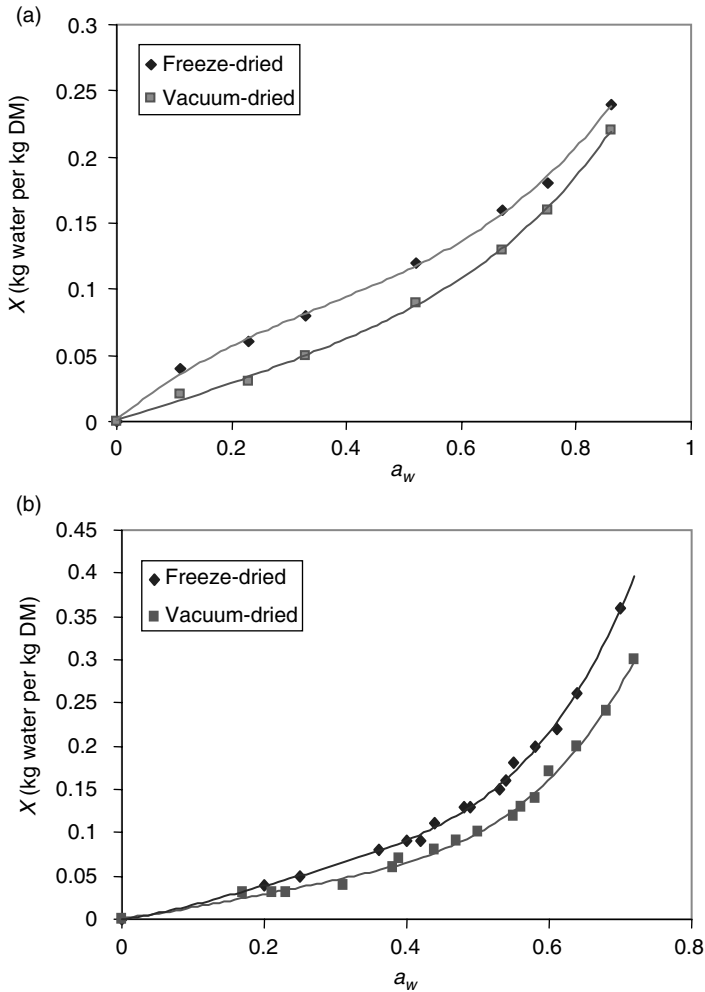 (a)
0.3
0.25
0.2
0.15
0.1
0.05
0
X (kg water per kg DM)
Freeze-dried
Vacuum-dried
0 0.2 0.4 0.6 0.8 1
a_w
(b)
0.45
0.4
0.35
0.3
0.25
0.2
0.15
0.1
0.05
0
X (kg water per kg DM)
Freeze-dried
Vacuum-dried
0 0.2 0.4 0.6 0.8
a_w